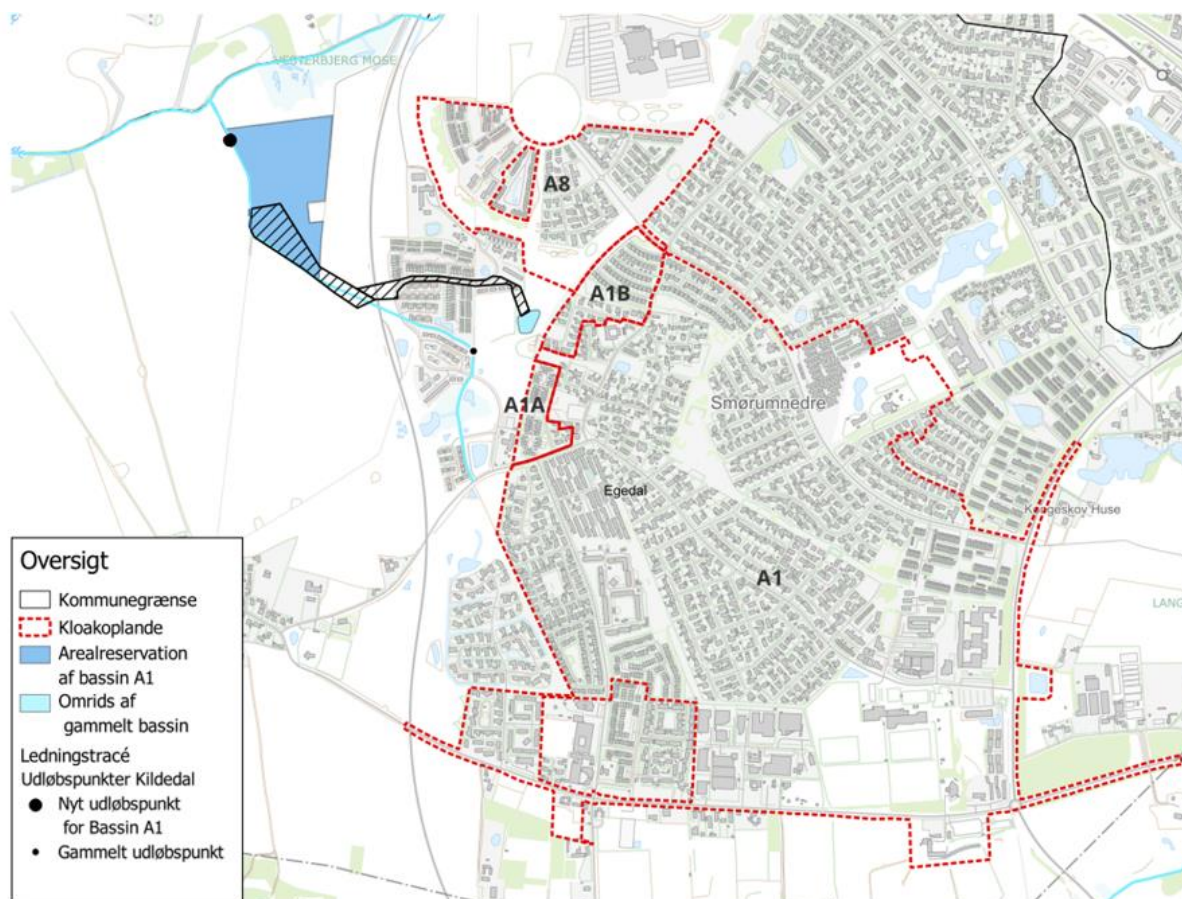 VESTERBJERG MOSE
A8
A1B
A1A
Smørumnedre
Egedal
Kongeskov Huse
A1
LANG
Oversigt
Kommunegrænse
Kloakoplande
Arealreservation
af bassin A1
Omrids af
gammelt bassin
Ledningstracé
Udløbspunkter Kildedal
Nyt udløbspunkt
for Bassin A1
Gammelt udløbspunkt